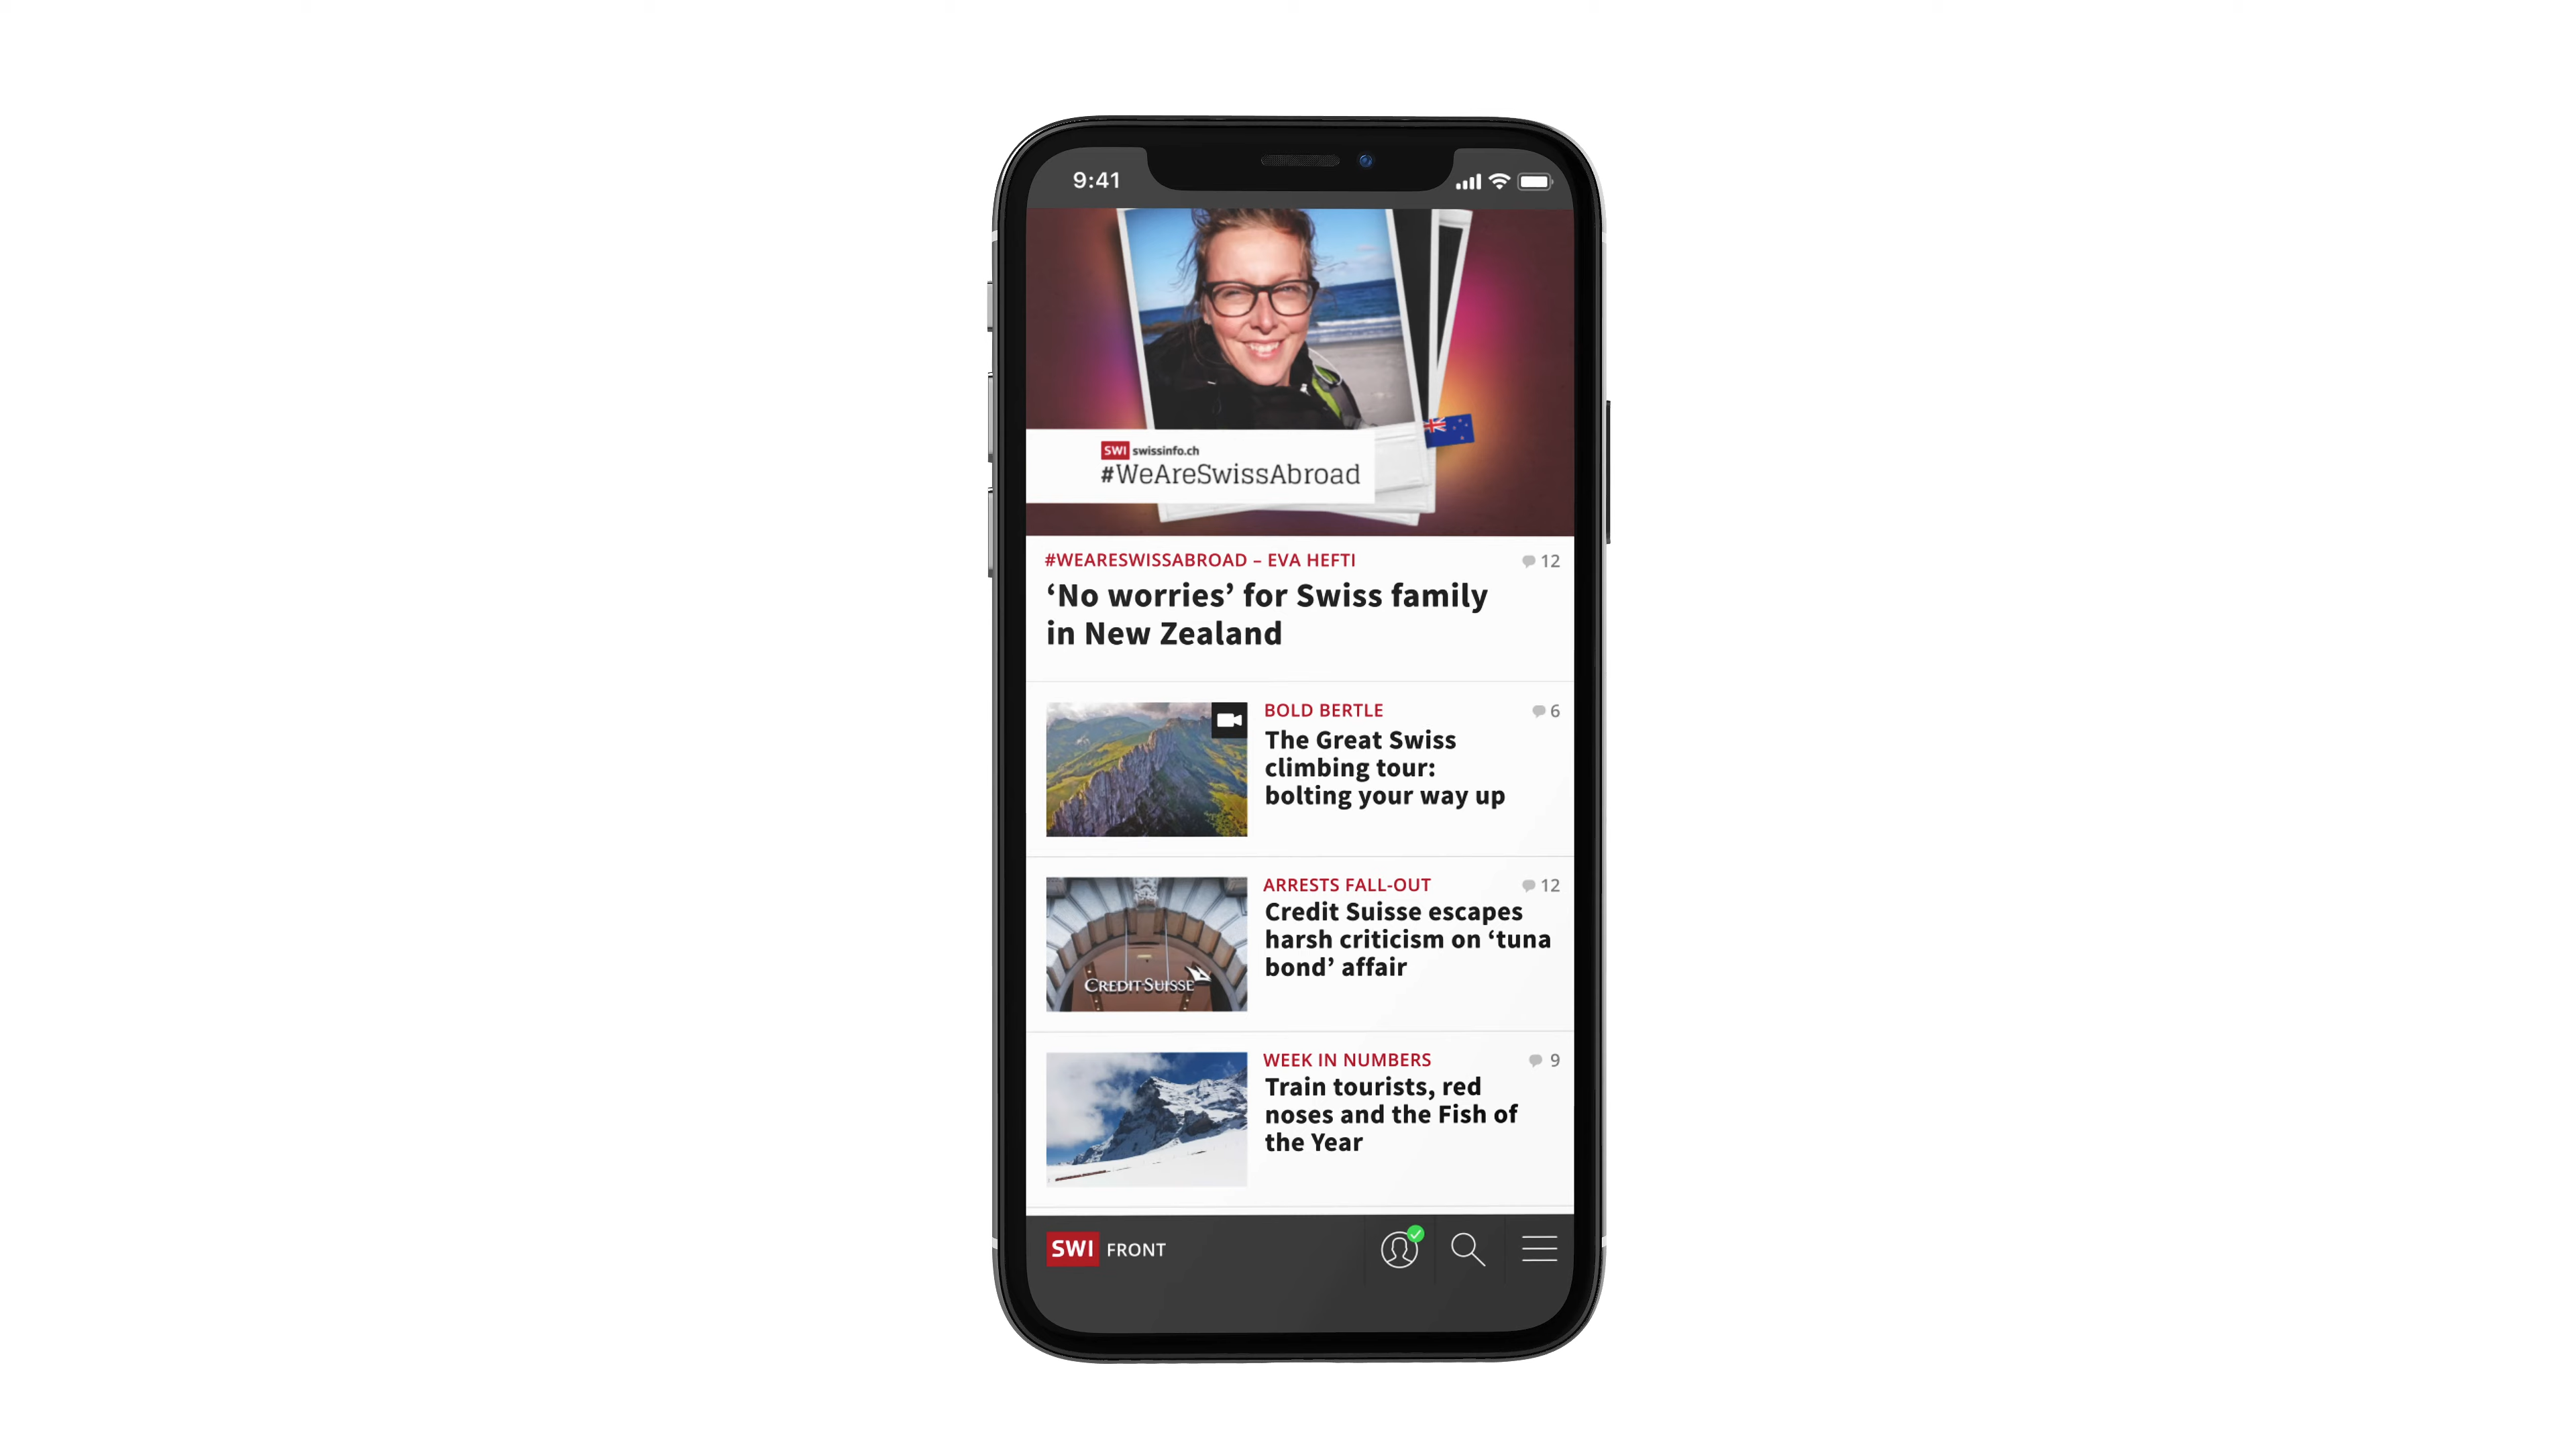 9:41
SWI swissinfo.ch
#WeAreSwissAbroad
#WEARESWISSABROAD – EVA HEFTI
12
‘No worries’ for Swiss family
in New Zealand
BOLD BERTLE
6
The Great Swiss
climbing tour:
bolting your way up
ARRESTS FALL-OUT
12
Credit Suisse escapes
harsh criticism on ‘tuna
bond’ affair
CREDIT SUISSE
WEEK IN NUMBERS
9
Train tourists, red
noses and the Fish of
the Year
SWI FRONT